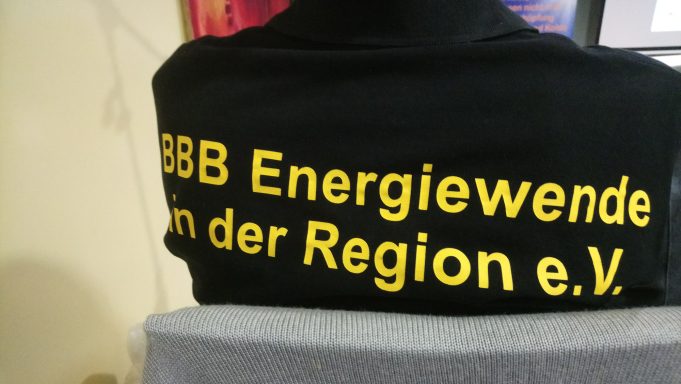 BBB Energiewende
in der Region e.V.